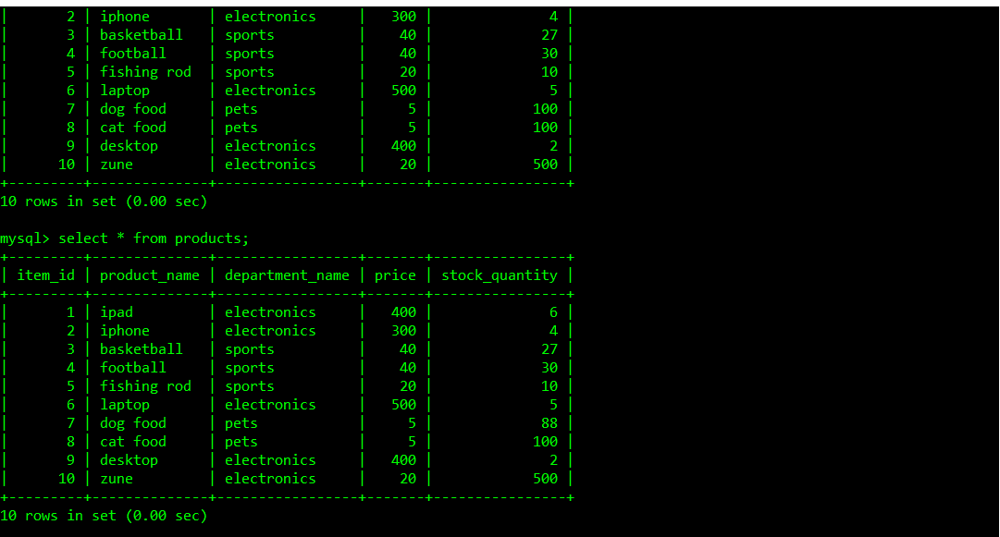 |       2 | iphone       | electronics     |   300 |              4 |
|       3 | basketball   | sports          |    40 |             27 |
|       4 | football     | sports          |    40 |             30 |
|       5 | fishing rod  | sports          |    20 |             10 |
|       6 | laptop       | electronics     |   500 |              5 |
|       7 | dog food     | pets            |     5 |            100 |
|       8 | cat food     | pets            |     5 |            100 |
|       9 | desktop      | electronics     |   400 |              2 |
|      10 | zune         | electronics     |    20 |            500 |
+---------+--------------+-----------------+-------+----------------+
10 rows in set (0.00 sec)
mysql> select * from products;
+---------+--------------+-----------------+-------+----------------+
| item_id | product_name | department_name | price | stock_quantity |
+---------+--------------+-----------------+-------+----------------+
|       1 | ipad         | electronics     |   400 |              6 |
|       2 | iphone       | electronics     |   300 |              4 |
|       3 | basketball   | sports          |    40 |             27 |
|       4 | football     | sports          |    40 |             30 |
|       5 | fishing rod  | sports          |    20 |             10 |
|       6 | laptop       | electronics     |   500 |              5 |
|       7 | dog food     | pets            |     5 |             88 |
|       8 | cat food     | pets            |     5 |            100 |
|       9 | desktop      | electronics     |   400 |              2 |
|      10 | zune         | electronics     |    20 |            500 |
+---------+--------------+-----------------+-------+----------------+
10 rows in set (0.00 sec)